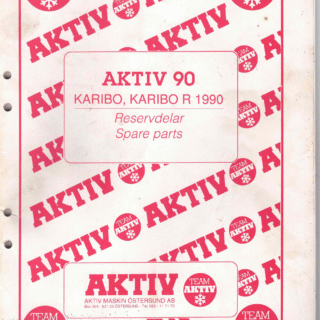 AKTIV 90
KARIBO, KARIBO R 1990
Reservdelar
Spare parts
AKTIV
TEAM
AKTIV
AKTIV MASKIN ÖSTERSUND AB